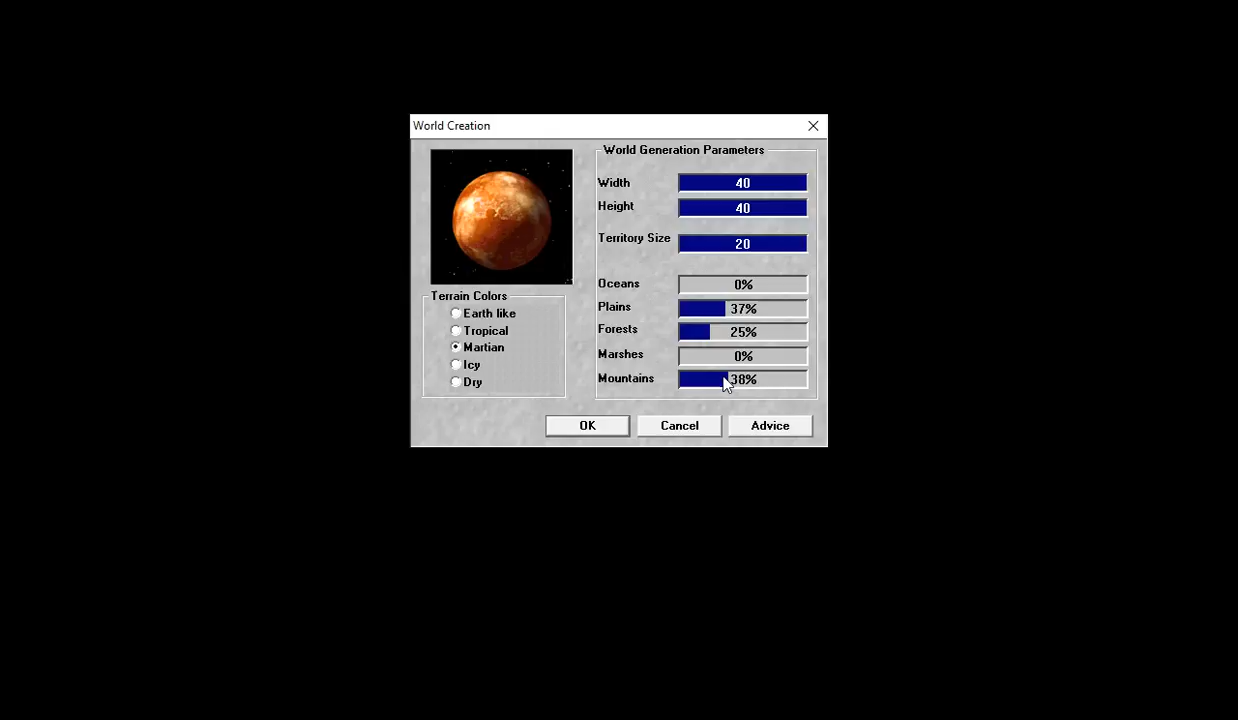 World Creation
World Generation Parameters
Width 40
Height 40
Territory Size 20
Oceans 0%
Plains 37%
Forests 25%
Marshes 0%
Mountains 38%
Terrain Colors
Earth like
Tropical
Martian
Icy
Dry
OK Cancel Advice